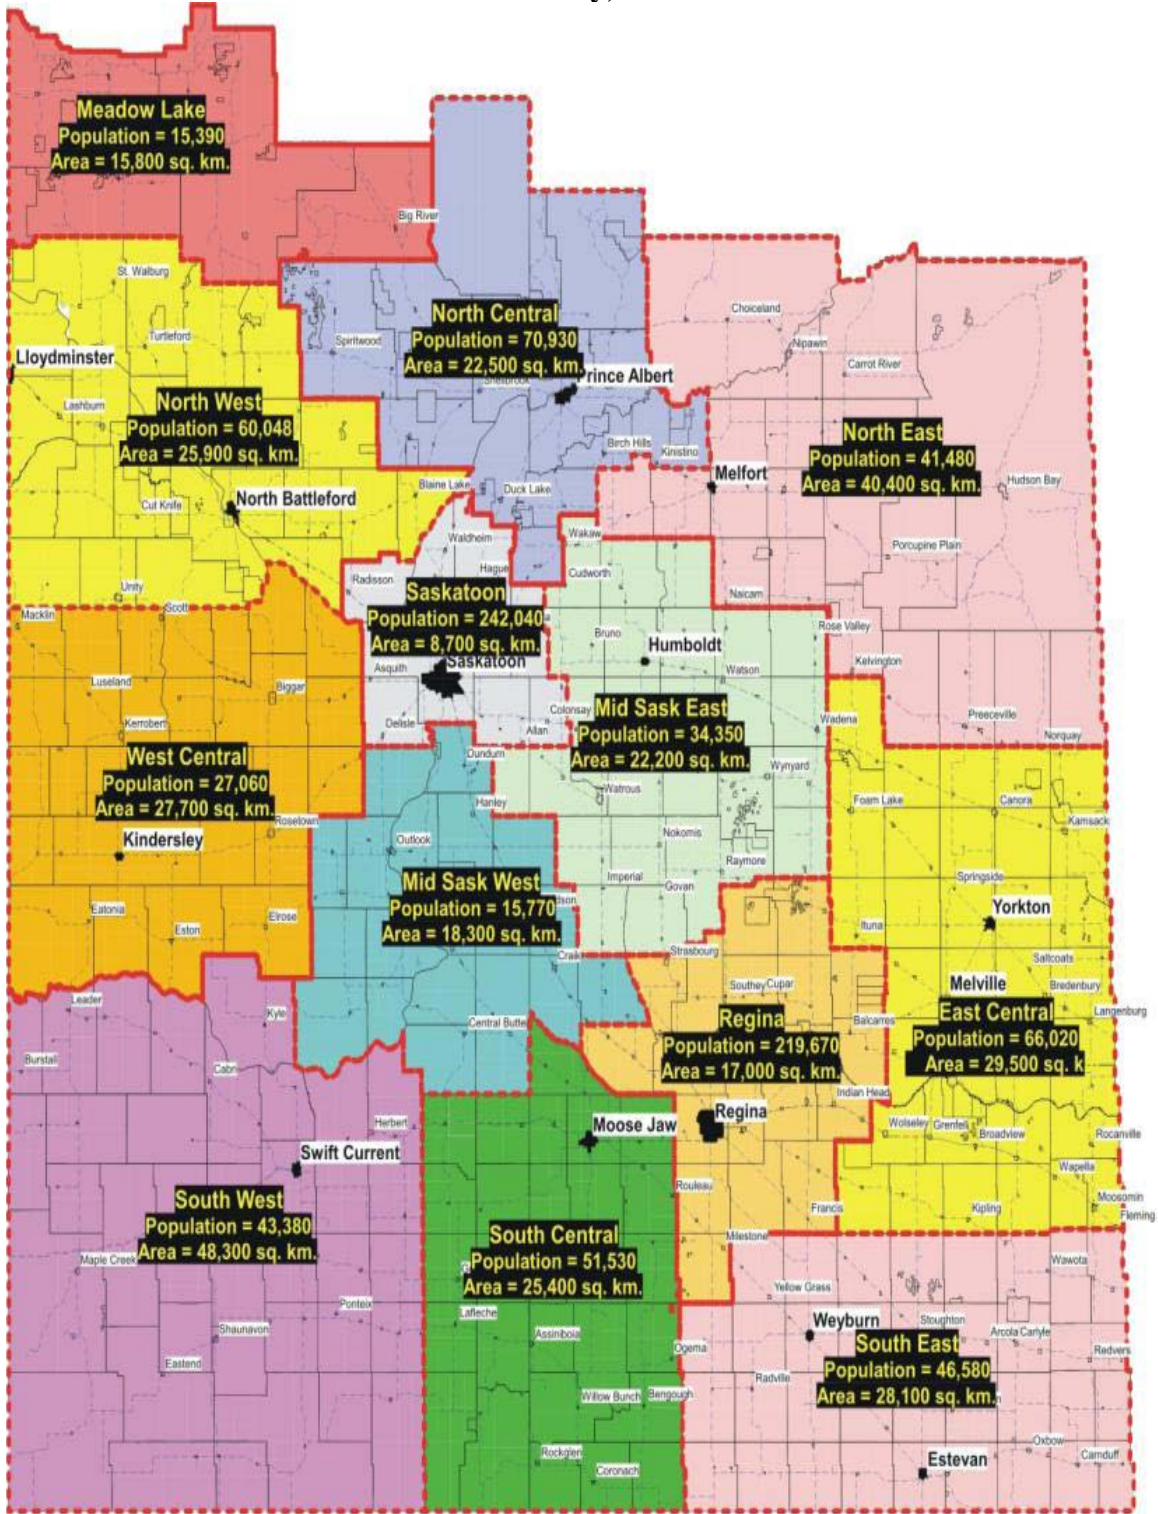 Meadow Lake
Population = 15,390
Area = 15,800 sq. km.
Big River
St. Walburg
Turtleford
Lloydminster
Lashburn
North West
Population = 60,048
Area = 25,900 sq. km.
Cut Knife
North Battleford
Unity
Spiritwood
North Central
Population = 70,930
Area = 22,500 sq. km.
Shellbrook
Prince Albert
Birch Hills
Kinistino
Blaine Lake
Duck Lake
Choiceland
Nipawin
Carrot River
North East
Population = 41,480
Area = 40,400 sq. km.
Melfort
Hudson Bay
Porcupine Plain
Naicam
Rose Valley
Kelvington
Preeceville
Norquay
Waldheim
Hague
Radisson
Saskatoon
Population = 242,040
Area = 8,700 sq. km.
Saskatoon
Asquith
Delisle
Allan
Colonsay
Wakaw
Cudworth
Bruno
Humboldt
Watson
Mid Sask East
Population = 34,350
Area = 22,200 sq. km.
Wadena
Wynyard
Watrous
Nokomis
Raymore
Imperial
Govan
Macklin
Scott
Luseland
Biggar
Kerrobert
West Central
Population = 27,060
Area = 27,700 sq. km.
Rosetown
Kindersley
Eatonia
Elrose
Eston
Dundurn
Hanley
Outlook
Mid Sask West
Population = 15,770
Area = 18,300 sq. km.
dson
Craik
Central Butte
Foam Lake
Canora
Kamsack
Springside
Yorkton
Ituna
Saltcoats
Melville
Bredenbury
Langenburg
East Central
Population = 66,020
Area = 29,500 sq. k
Wolseley
Grenfell
Broadview
Rocanville
Wapella
Moosomin
Kipling
Fleming
Strasbourg
Southey
Cupar
Balcarres
Regina
Population = 219,670
Area = 17,000 sq. km.
Indian Head
Regina
Rouleau
Francis
Milestone
Leader
Kyle
Burstall
Cabri
Herbert
Swift Current
South West
Population = 43,380
Area = 48,300 sq. km.
Maple Creek
Ponteix
Shaunavon
Eastend
Moose Jaw
South Central
Population = 51,530
Area = 25,400 sq. km.
Lafleche
Assiniboia
Ogema
Willow Bunch
Bengough
Rockglen
Coronach
Wawota
Yellow Grass
Weyburn
Stoughton
Arcola
Carlyle
Redvers
South East
Population = 46,580
Area = 28,100 sq. km.
Radville
Oxbow
Carnduff
Estevan